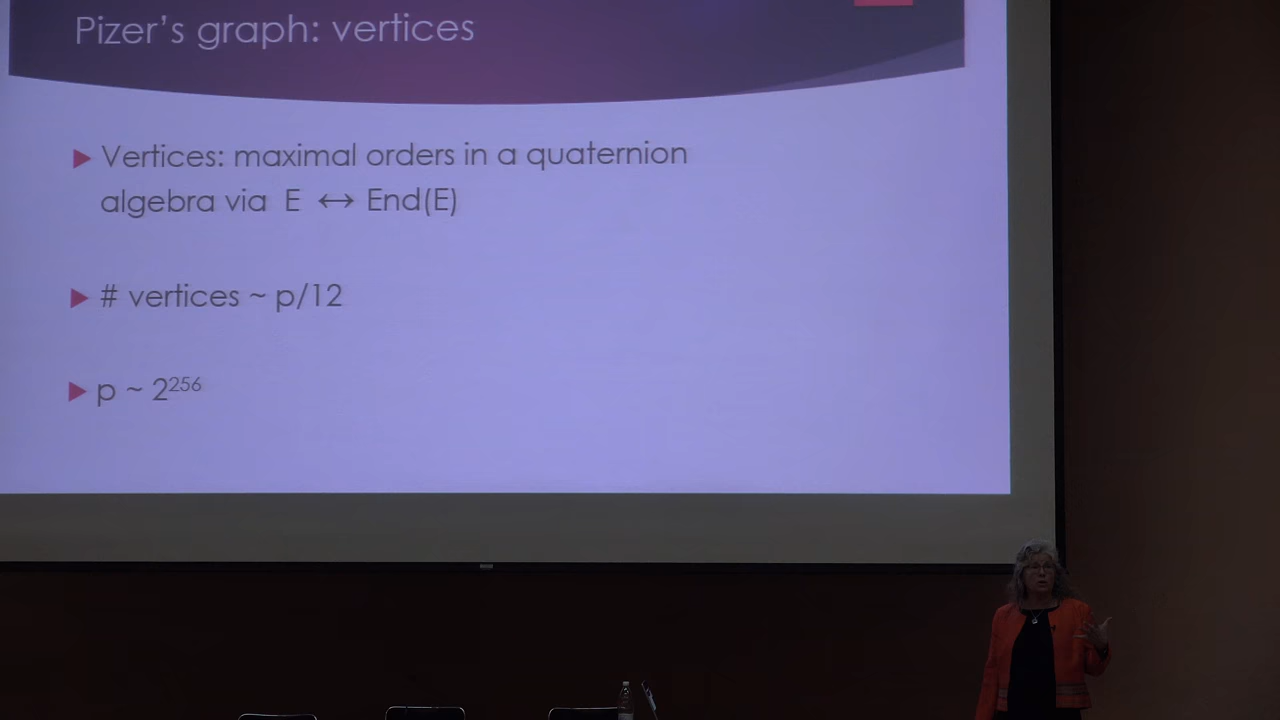 Pizer's graph: vertices
Vertices: maximal orders in a quaternion
algebra via E ↔ End(E)
# vertices ~ p/12
p ~ 2²⁵⁶